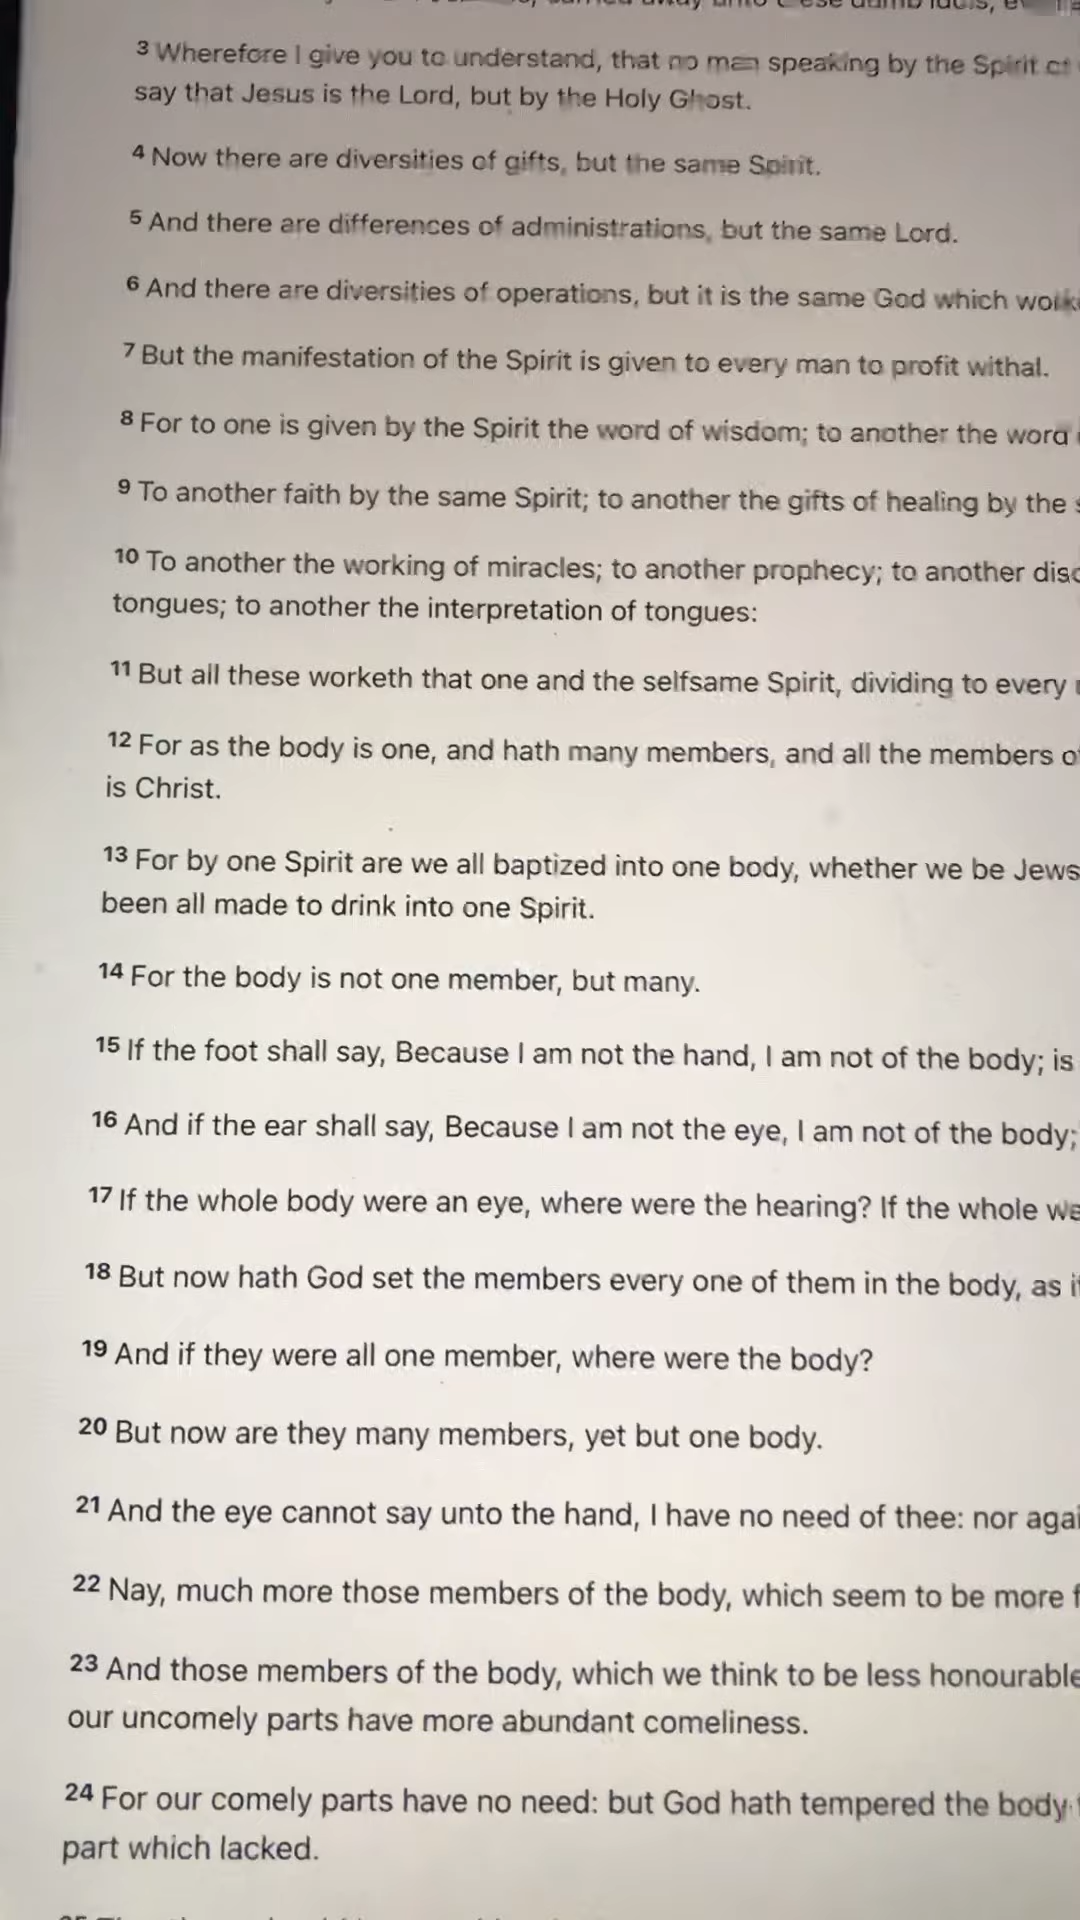 these dumb idols,
3 Wherefore I give you to understand, that no man speaking by the Spirit of
say that Jesus is the Lord, but by the Holy Ghost.
4 Now there are diversities of gifts, but the same Spirit.
5 And there are differences of administrations, but the same Lord.
6 And there are diversities of operations, but it is the same God which work
7 But the manifestation of the Spirit is given to every man to profit withal.
8 For to one is given by the Spirit the word of wisdom; to another the word
9 To another faith by the same Spirit; to another the gifts of healing by the
10 To another the working of miracles; to another prophecy; to another disc
tongues; to another the interpretation of tongues:
11 But all these worketh that one and the selfsame Spirit, dividing to every
12 For as the body is one, and hath many members, and all the members o
is Christ.
13 For by one Spirit are we all baptized into one body, whether we be Jews
been all made to drink into one Spirit.
14 For the body is not one member, but many.
15 If the foot shall say, Because I am not the hand, I am not of the body; is
16 And if the ear shall say, Because I am not the eye, I am not of the body;
17 If the whole body were an eye, where were the hearing? If the whole we
18 But now hath God set the members every one of them in the body, as it
19 And if they were all one member, where were the body?
20 But now are they many members, yet but one body.
21 And the eye cannot say unto the hand, I have no need of thee: nor agai
22 Nay, much more those members of the body, which seem to be more f
23 And those members of the body, which we think to be less honourable
our uncomely parts have more abundant comeliness.
24 For our comely parts have no need: but God hath tempered the body
part which lacked.